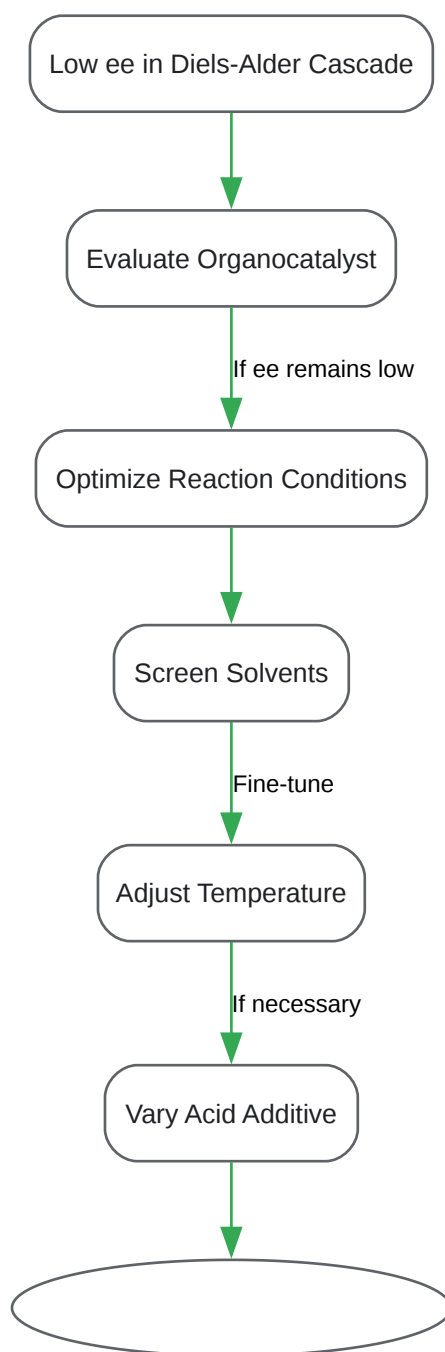 Low ee in Diels-Alder Cascade
Evaluate Organocatalyst
If ee remains low
Optimize Reaction Conditions
Screen Solvents
Fine-tune
Adjust Temperature
If necessary
Vary Acid Additive